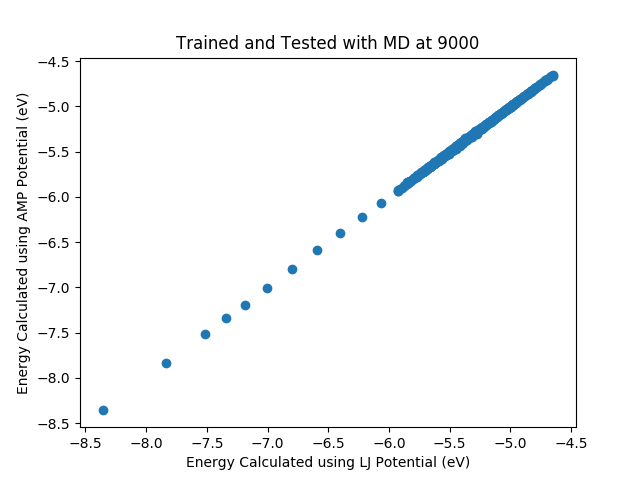 Trained and Tested with MD at 9000
Energy Calculated using AMP Potential (eV)
−4.5
−5.0
−5.5
−6.0
−6.5
−7.0
−7.5
−8.0
−8.5
−8.5 −8.0 −7.5 −7.0 −6.5 −6.0 −5.5 −5.0 −4.5
Energy Calculated using LJ Potential (eV)